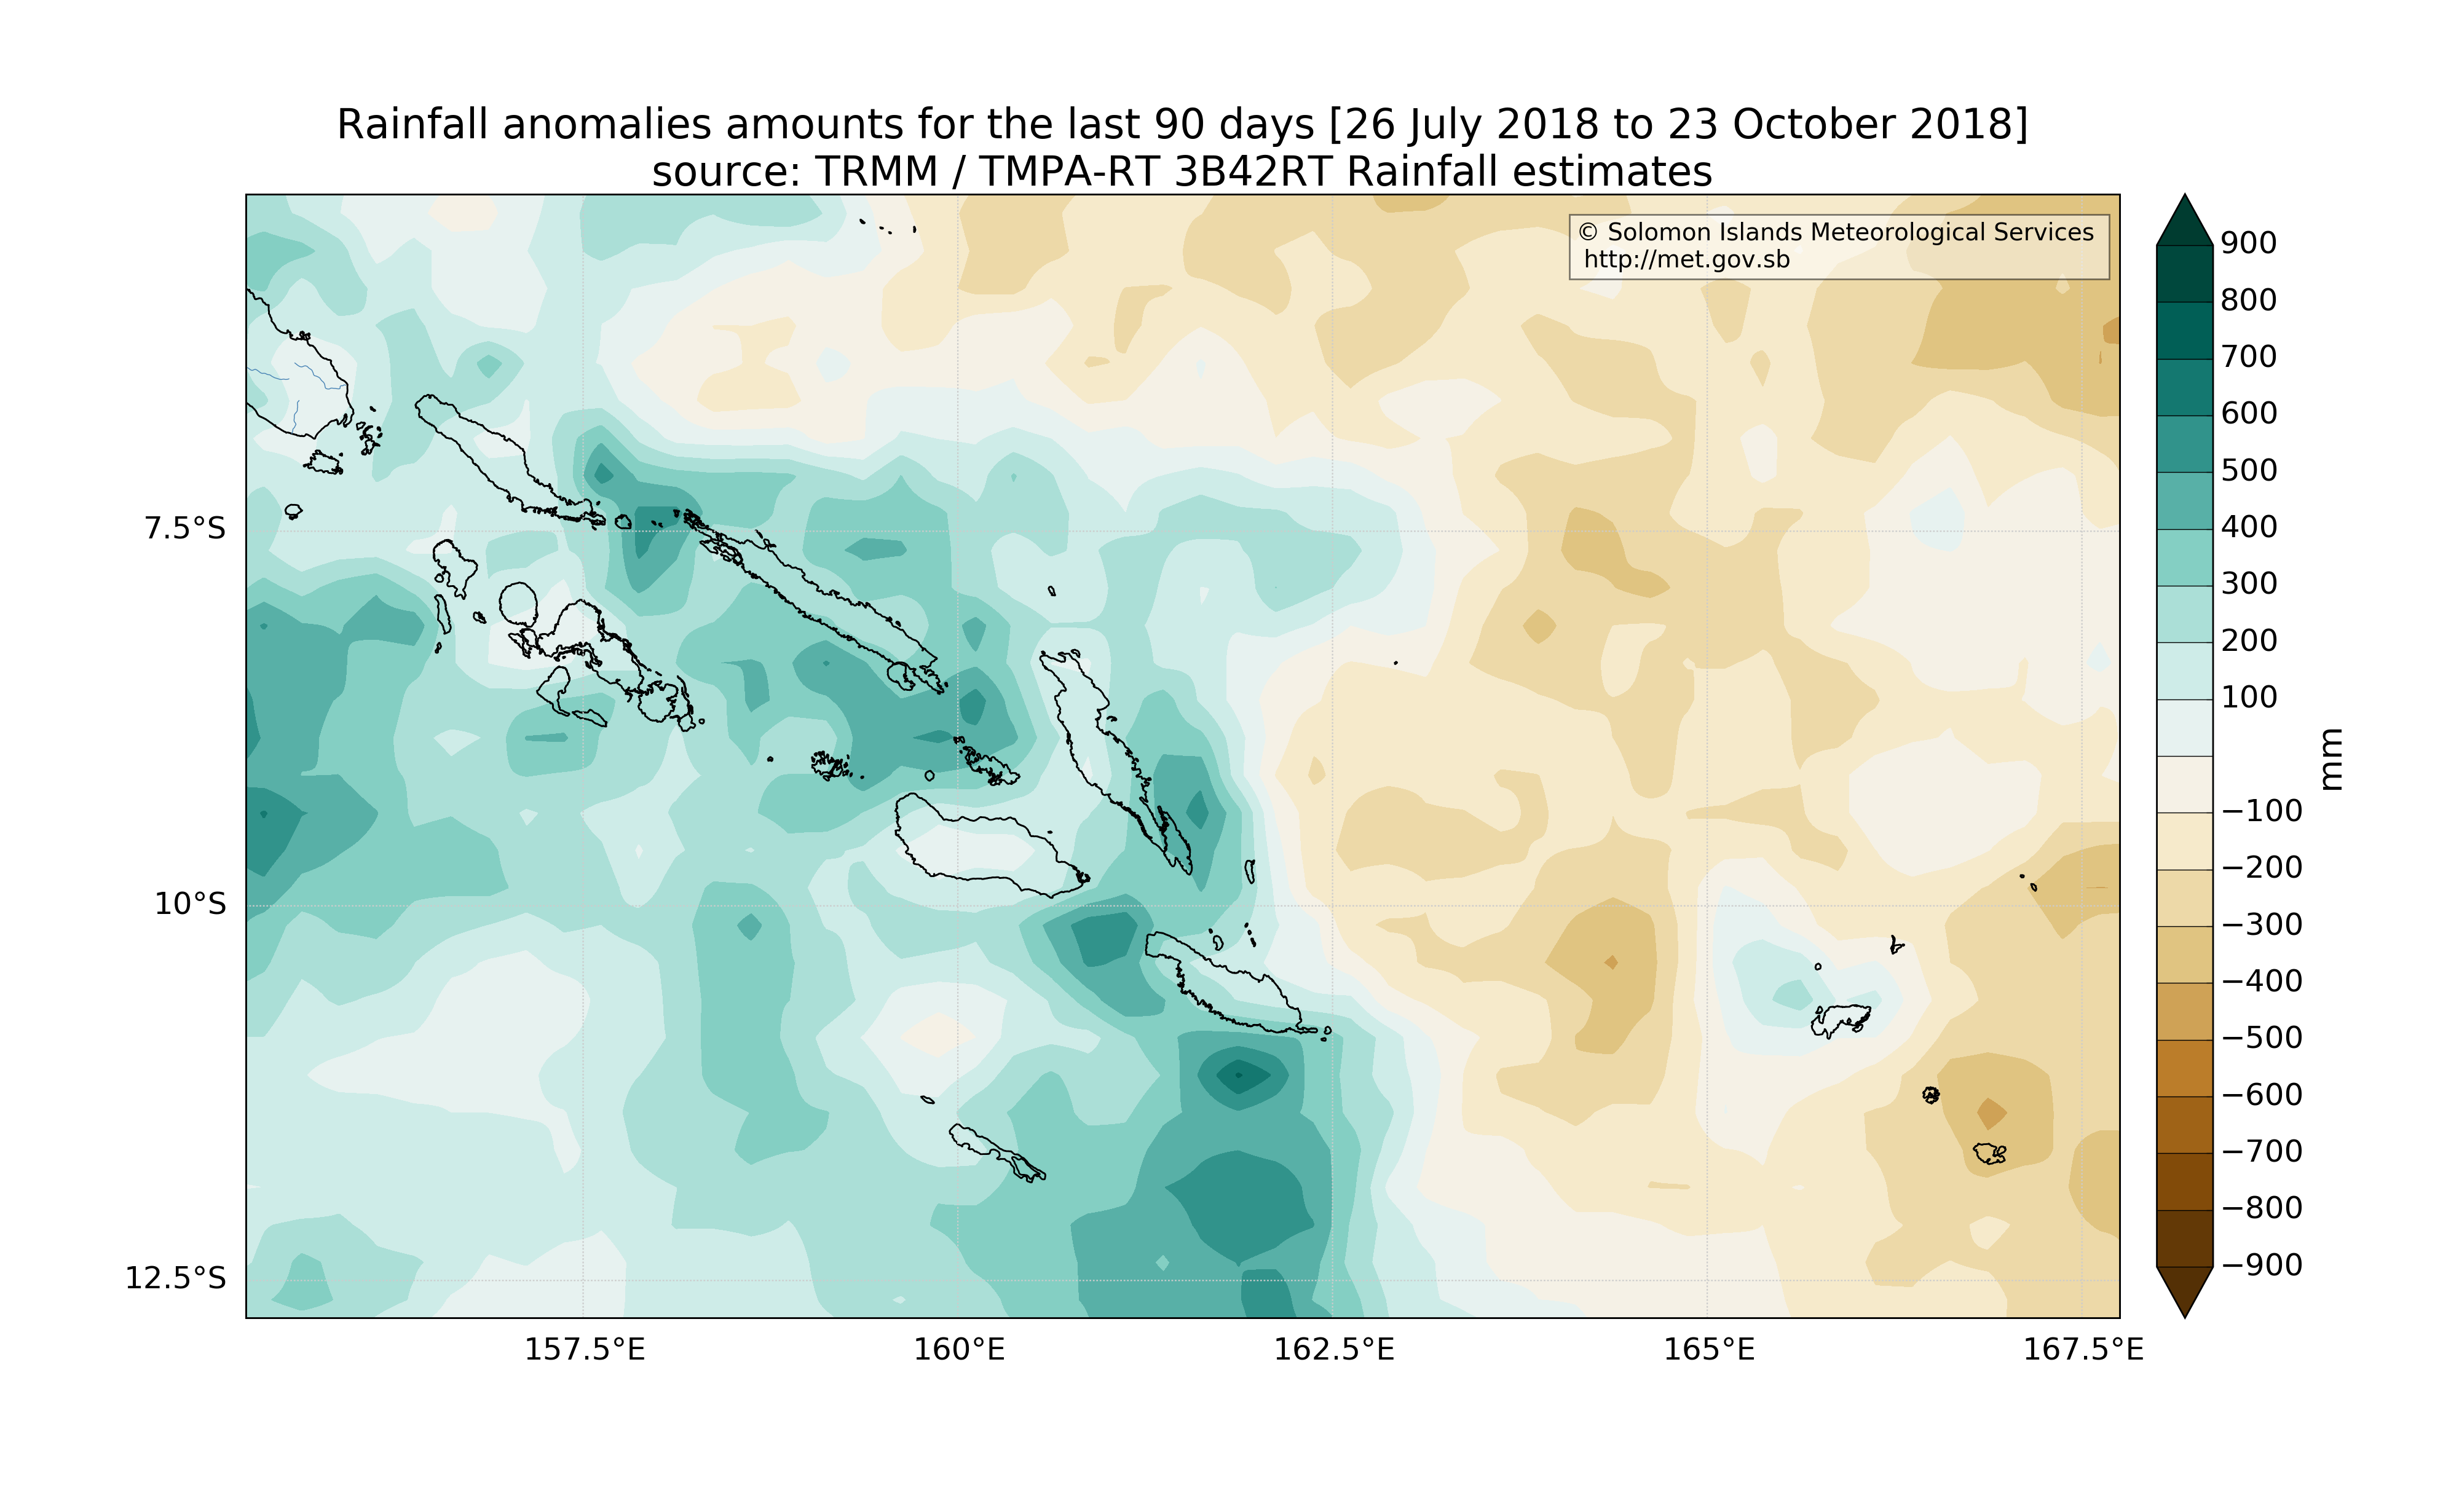 Rainfall anomalies amounts for the last 90 days [26 July 2018 to 23 October 2018]
source: TRMM / TMPA-RT 3B42RT Rainfall estimates
© Solomon Islands Meteorological Services
http://met.gov.sb
7.5°S
10°S
12.5°S
157.5°E
160°E
162.5°E
165°E
167.5°E
900
800
700
600
500
400
300
200
100
−100
−200
−300
−400
−500
−600
−700
−800
−900
mm